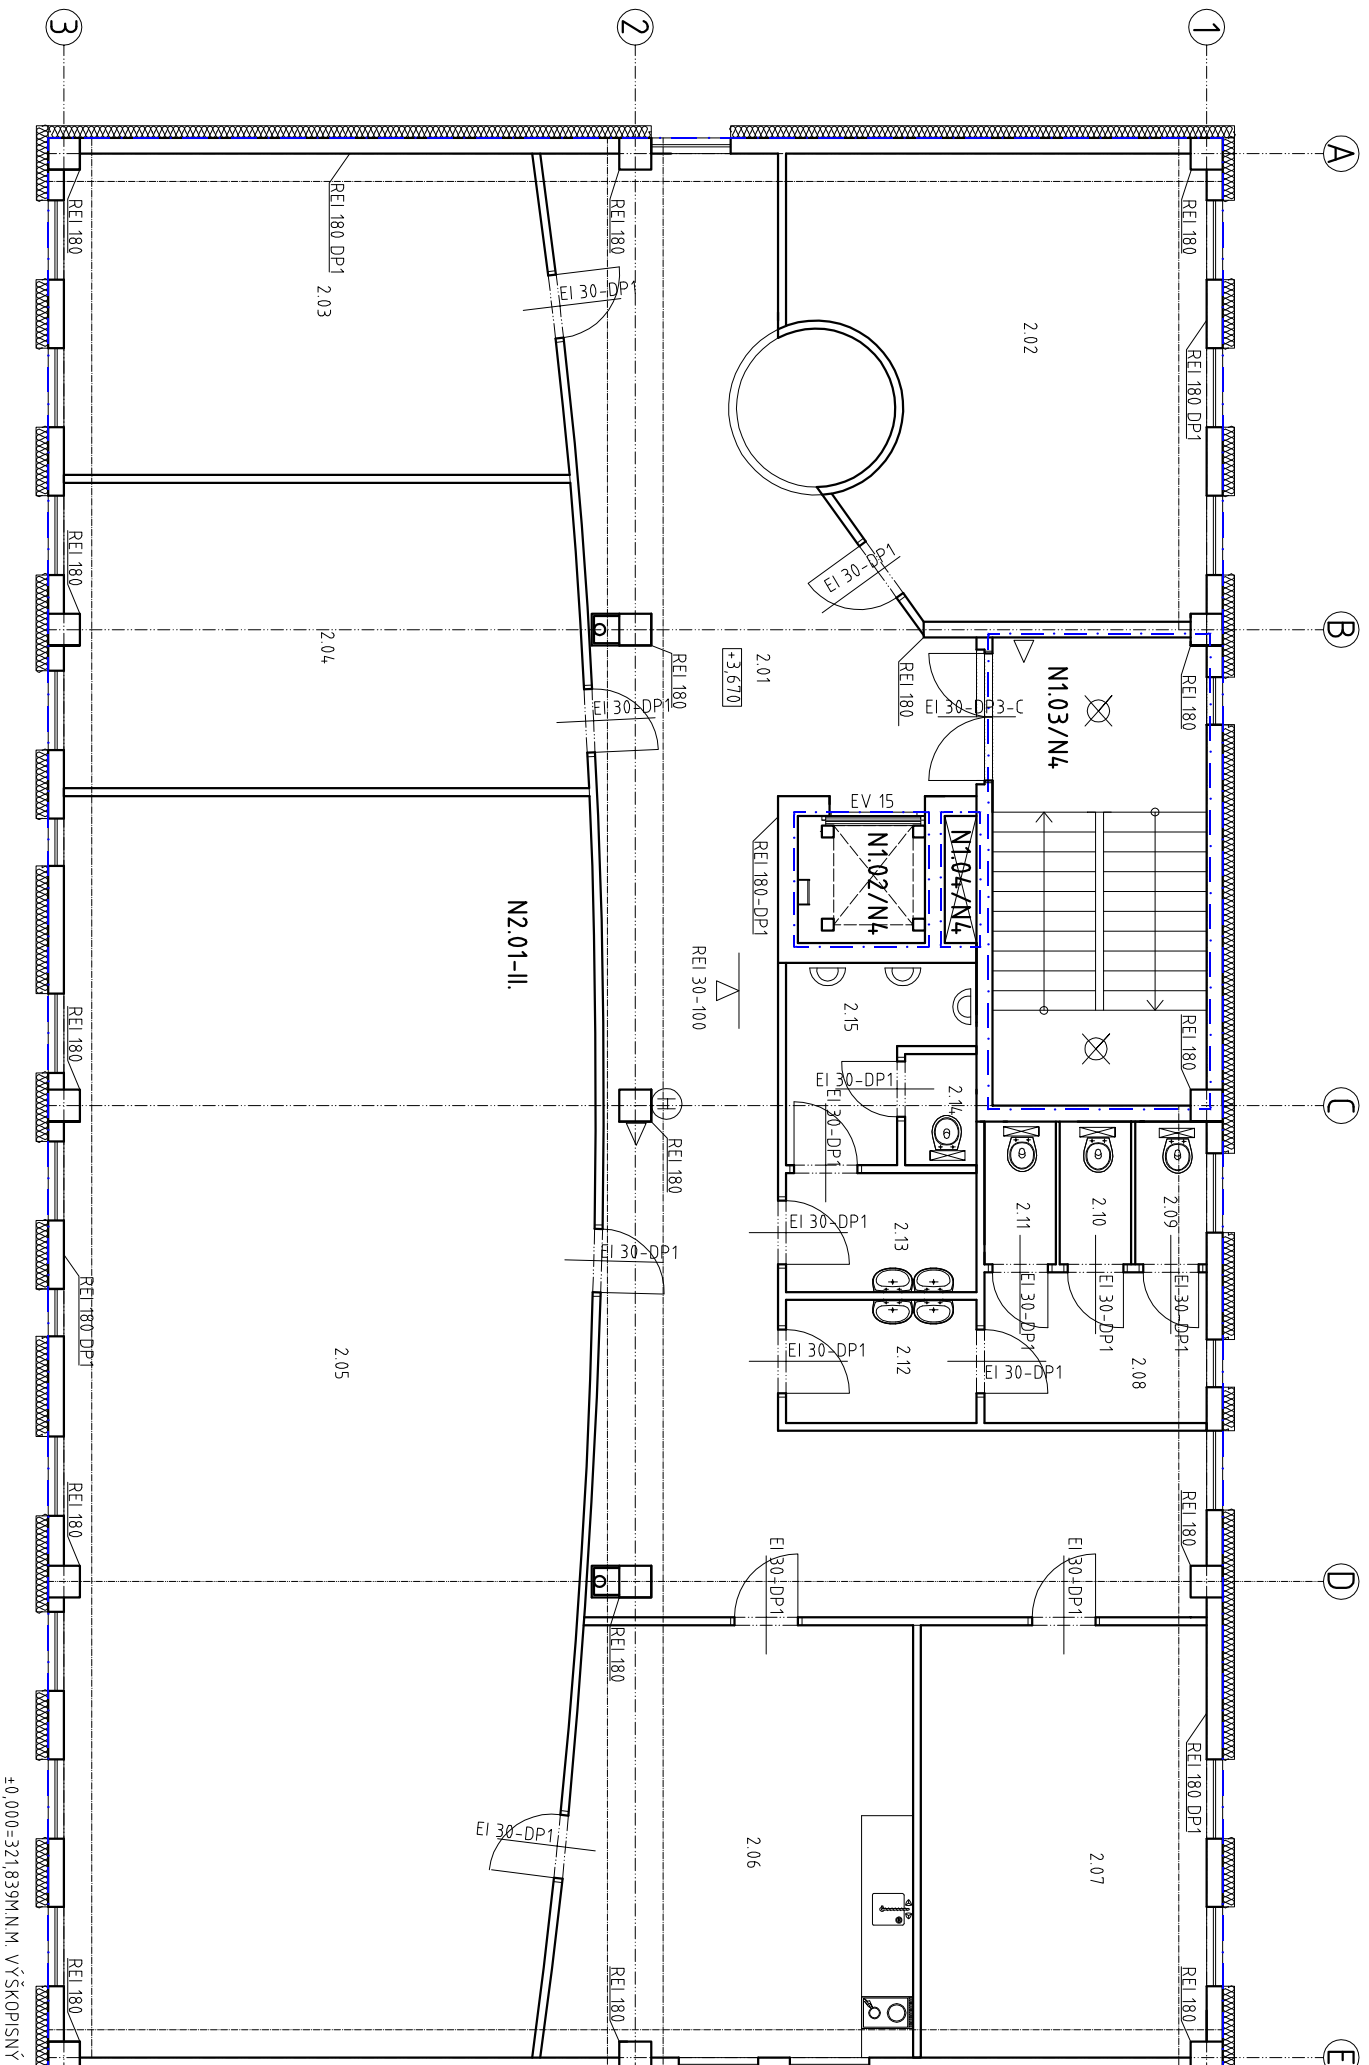 3
2
1
A
B
C
D
E
REI 180
REI 180 DP1
2.03
REI 180
EI 30-DP1
2.02
REI 180
REI 180 DP1
REI 180
2.04
EI 30-DP1
REI 180
+3,670
2.01
EI 30-DP1
REI 180
EI 30-DP3-C
N1.03/N4
REI 180
EV 15
N1.02/N4
N1.04/N4
REI 180-DP1
REI 30-100
N2.01-II.
REI 180
REI 180
2.15
EI 30-DP1
EI 30-DP1
2.14
H
REI 180
2.13
EI 30-DP1
2.11
2.10
2.09
EI 30-DP1
EI 30-DP1
EI 30-DP1
EI 30-DP1
REI 180 DP1
2.05
EI 30-DP1
2.12
EI 30-DP1
2.08
REI 180
REI 180
EI 30-DP1
EI 30-DP1
REI 180
EI 30-DP1
2.06
2.07
REI 180 DP1
REI 180
REI 180
REI 180
±0,000=321,839M.N.M. VÝŠKOPISNÝ